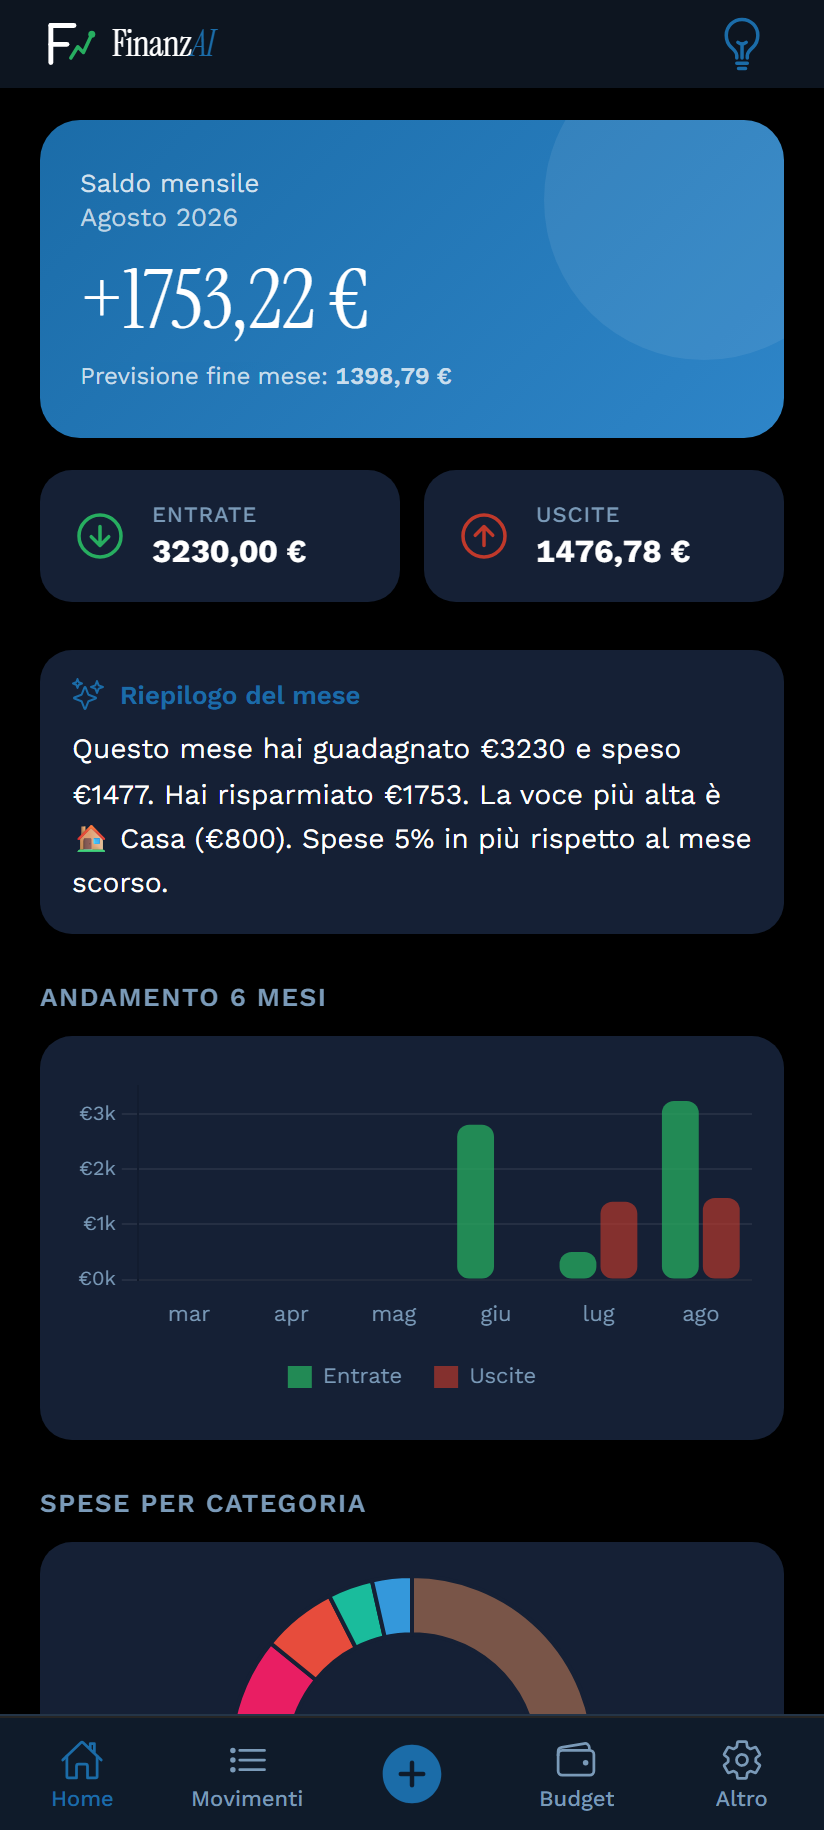 FinanzAI
Saldo mensile
Agosto 2026
+1753,22 €
Previsione fine mese: 1398,79 €
ENTRATE
3230,00 €
USCITE
1476,78 €
Riepilogo del mese
Questo mese hai guadagnato €3230 e speso
€1477. Hai risparmiato €1753. La voce più alta è
🏠 Casa (€800). Spese 5% in più rispetto al mese
scorso.
ANDAMENTO 6 MESI
€3k
€2k
€1k
€0k
mar apr mag giu lug ago
Entrate Uscite
SPESE PER CATEGORIA
Home Movimenti Budget Altro